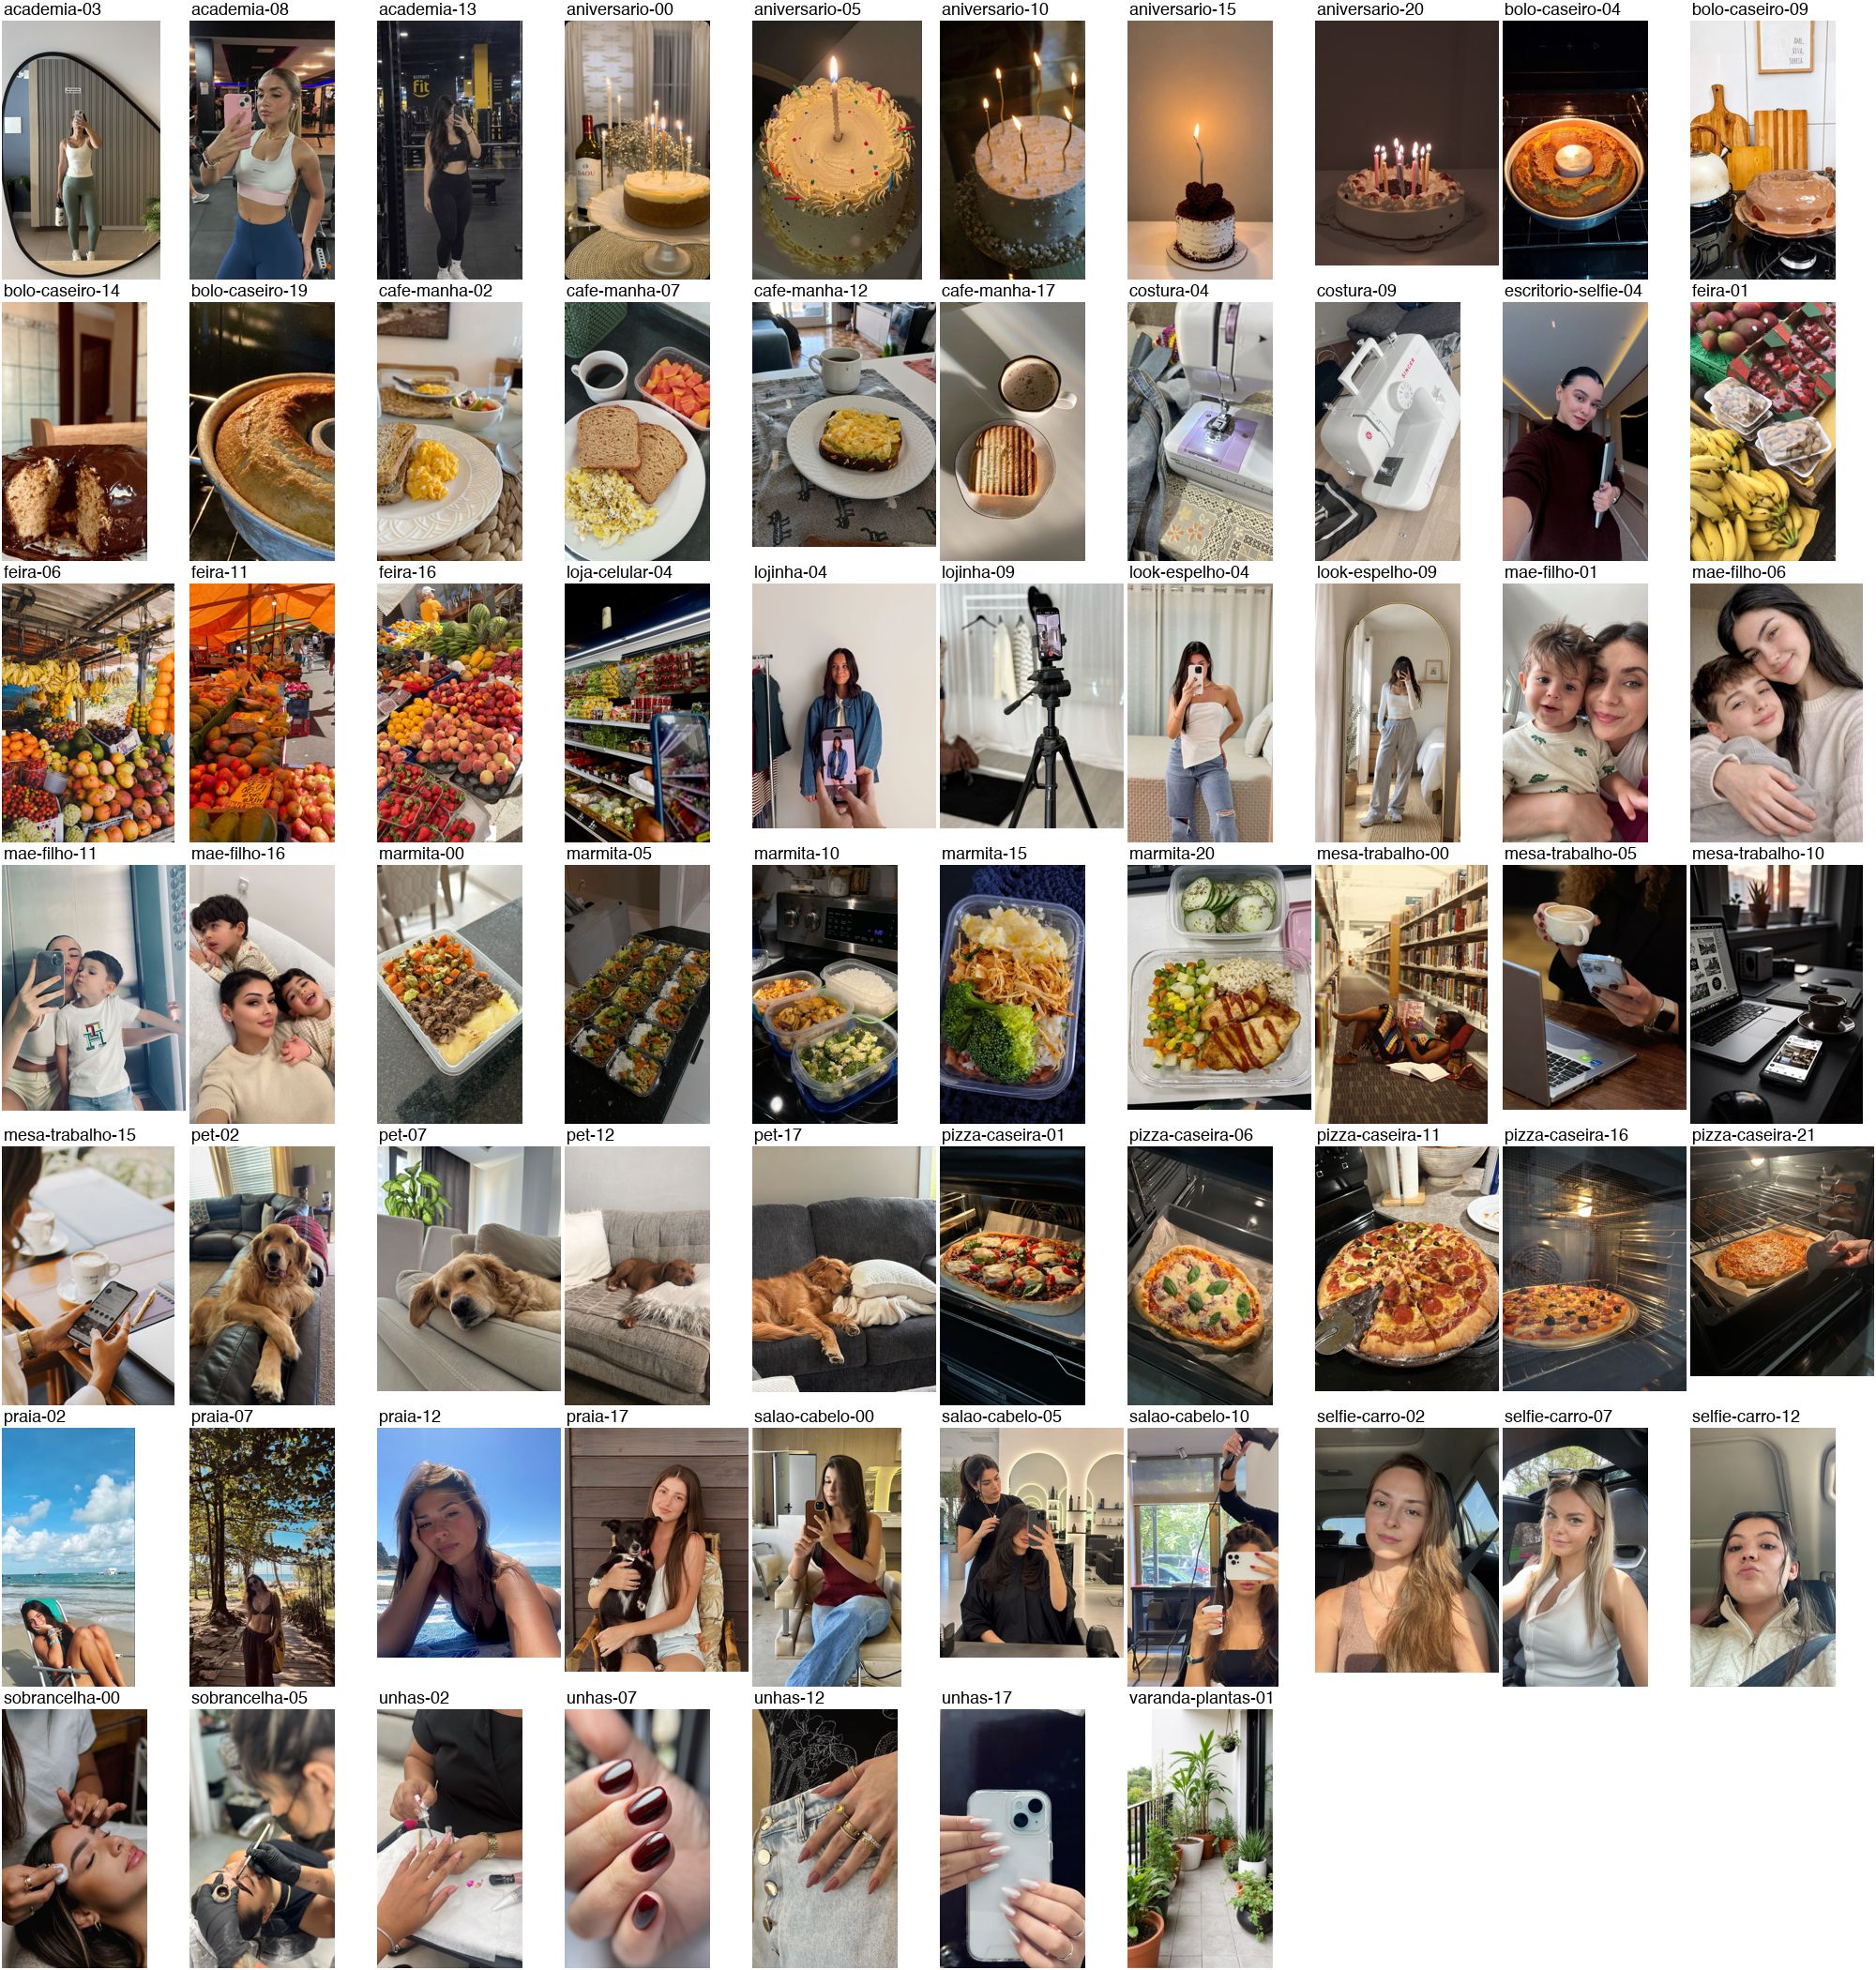 academia-03
academia-08
academia-13
aniversario-00
aniversario-05
aniversario-10
aniversario-15
aniversario-20
bolo-caseiro-04
bolo-caseiro-09
smart
fit
bolo-caseiro-14
bolo-caseiro-19
cafe-manha-02
cafe-manha-07
cafe-manha-12
cafe-manha-17
costura-04
costura-09
escritorio-selfie-04
feira-01
SINGER
feira-06
feira-11
feira-16
loja-celular-04
lojinha-04
lojinha-09
look-espelho-04
look-espelho-09
mae-filho-01
mae-filho-06
mae-filho-11
mae-filho-16
marmita-00
marmita-05
marmita-10
marmita-15
marmita-20
mesa-trabalho-00
mesa-trabalho-05
mesa-trabalho-10
mesa-trabalho-15
pet-02
pet-07
pet-12
pet-17
pizza-caseira-01
pizza-caseira-06
pizza-caseira-11
pizza-caseira-16
pizza-caseira-21
praia-02
praia-07
praia-12
praia-17
salao-cabelo-00
salao-cabelo-05
salao-cabelo-10
selfie-carro-02
selfie-carro-07
selfie-carro-12
sobrancelha-00
sobrancelha-05
unhas-02
unhas-07
unhas-12
unhas-17
varanda-plantas-01